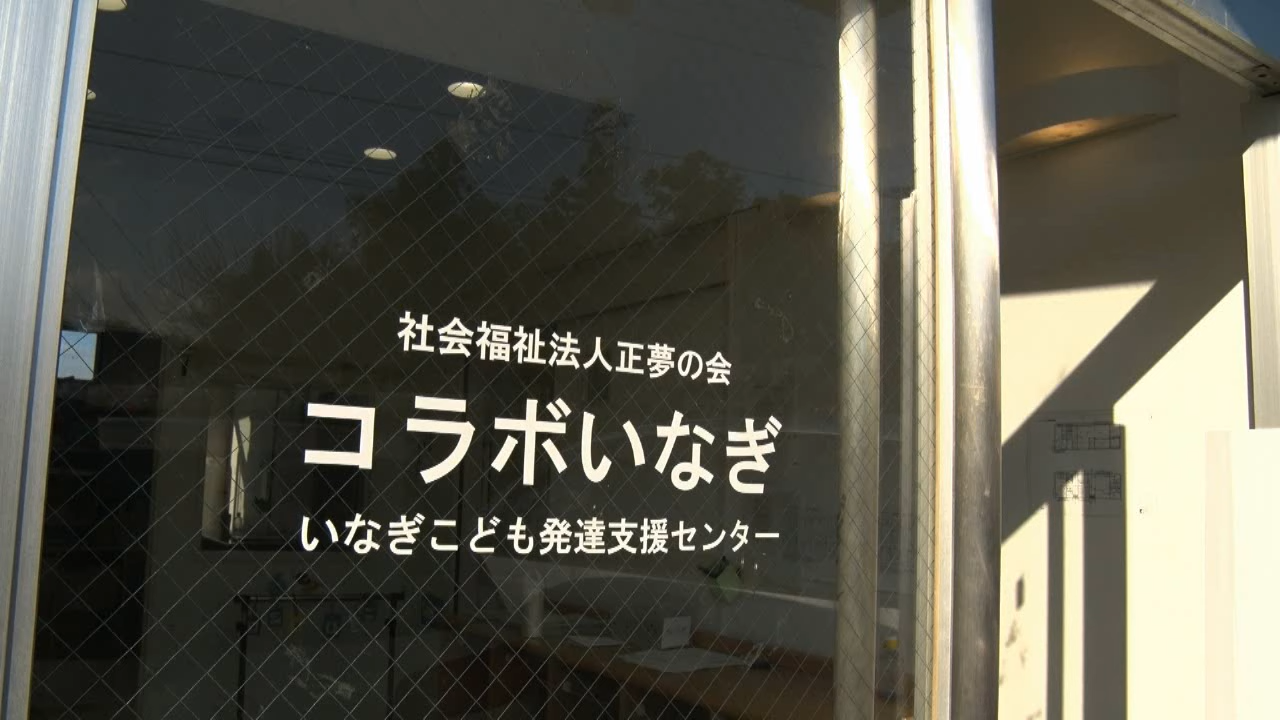 社会福祉法人正夢の会
コラボいなぎ
いなぎこども発達支援センター